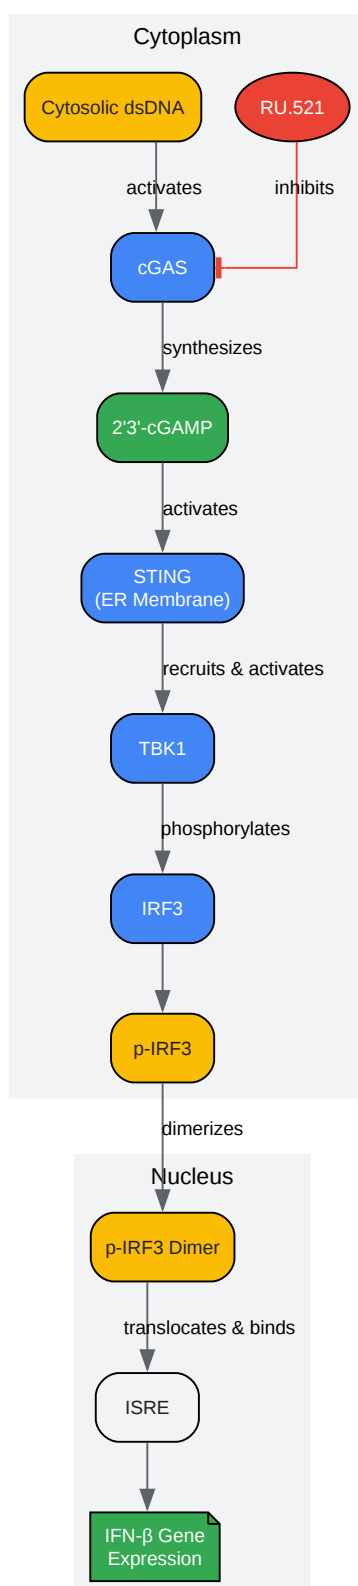 Cytoplasm
Cytosolic dsDNA
RU.521
activates
inhibits
cGAS
synthesizes
2'3'-cGAMP
activates
STING
(ER Membrane)
recruits & activates
TBK1
phosphorylates
IRF3
p-IRF3
dimerizes
Nucleus
p-IRF3 Dimer
translocates & binds
ISRE
IFN-β Gene
Expression